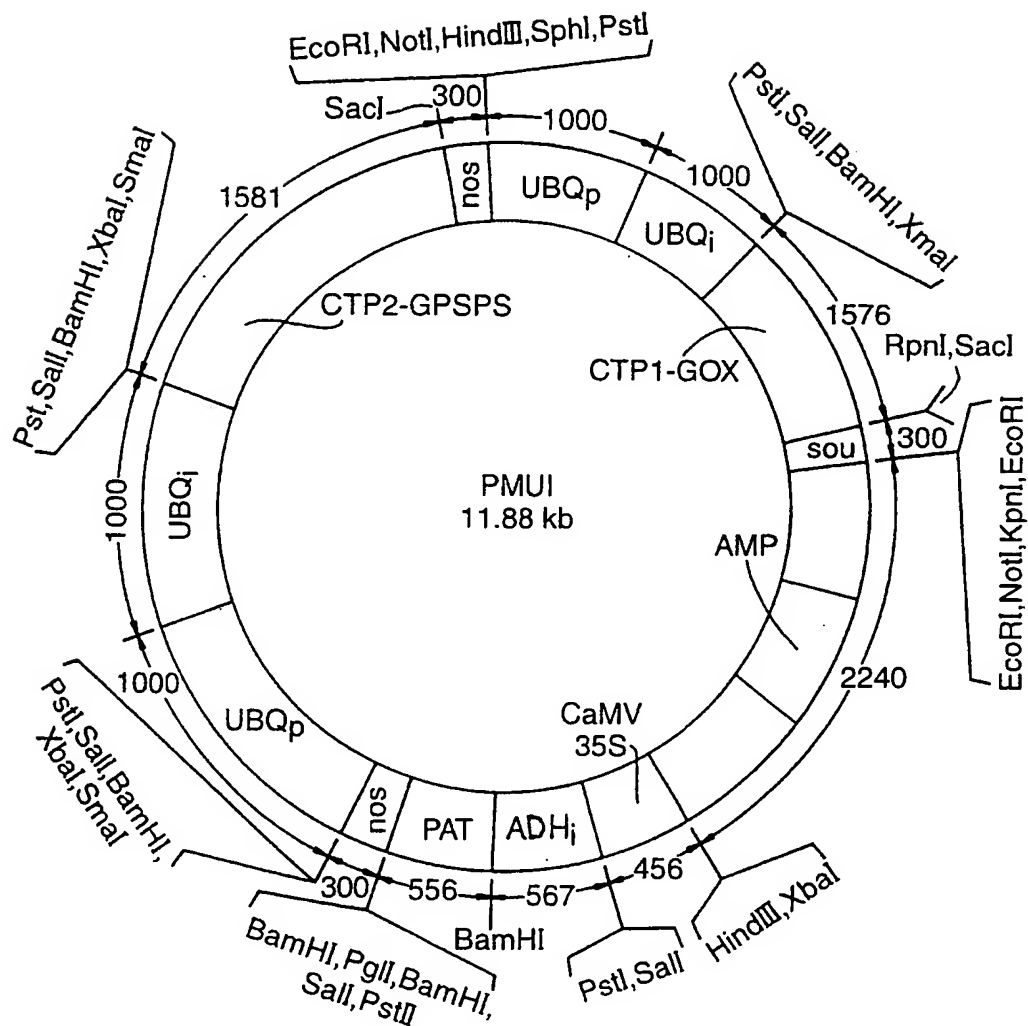 EcoRI,NotI,HindIII,SphI,PstI
SacI
300
1000
1000
PstI,SalI,BamHI,XmaI
1581
nos
UBQp
UBQi
Pst,SalI,BamHI,XbaI,SmaI
CTP2-GPSPS
CTP1-GOX
1576
RpnI,SacI
300
sou
EcoRI,NotI,KpnI,EcoRI
PMUI
11.88 kb
1000
UBQi
AMP
2240
1000
UBQp
CaMV
35S
PstI,SalI,BamHI,
XbaI,SmaI
nos
PAT
ADHi
300
556
567
456
BamHI
HindIII,XbaI
PstI,SalI
BamHI,PglI,BamHI,
SalI,PstII